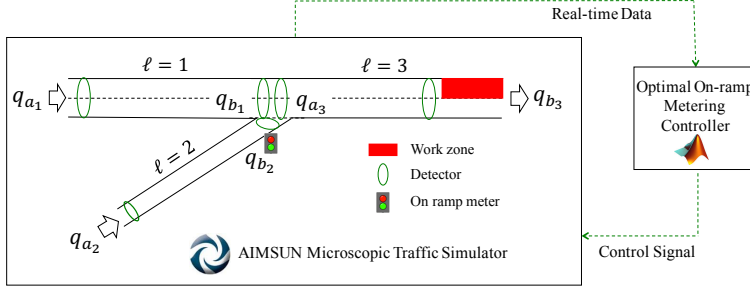 Real-time Data
ℓ = 1
ℓ = 3
q_{a_1}
q_{b_1}
q_{a_3}
q_{b_3}
Optimal On-ramp
Metering
Controller
ℓ = 2
q_{b_2}
Work zone
Detector
On ramp meter
q_{a_2}
AIMSUN Microscopic Traffic Simulator
Control Signal